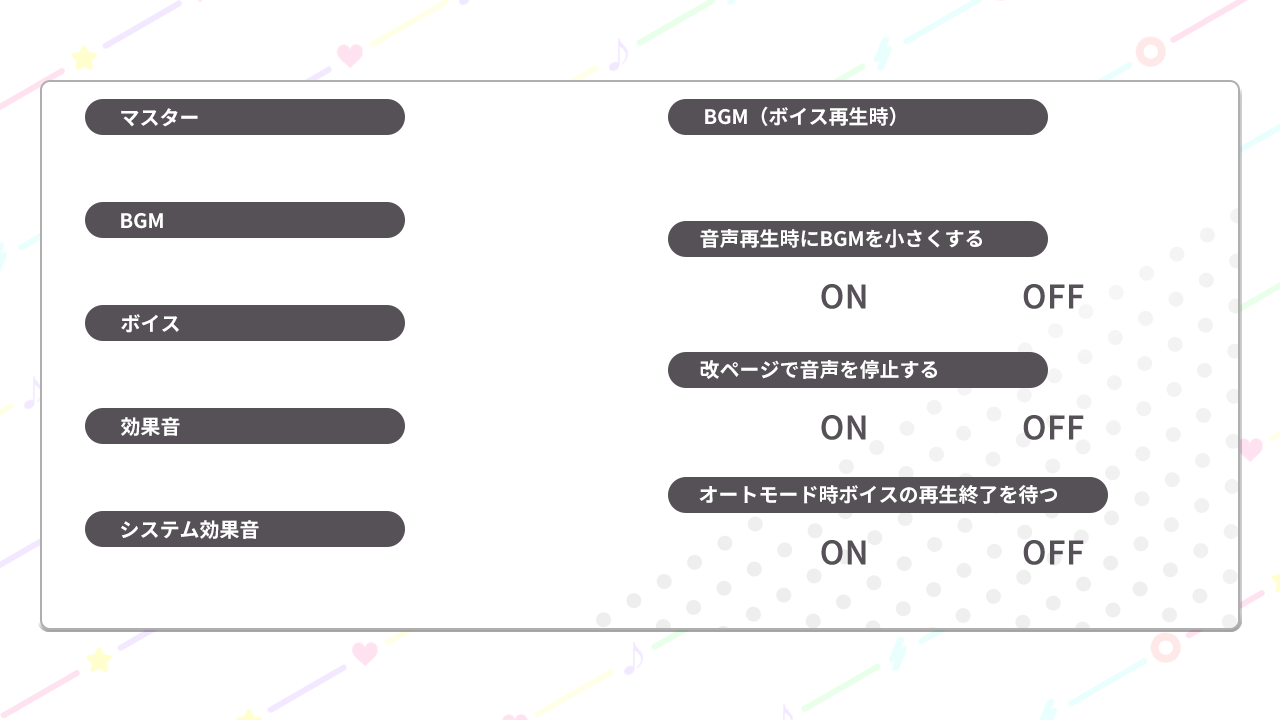 マスター
BGM
ボイス
効果音
システム効果音
BGM（ボイス再生時）
音声再生時にBGMを小さくする
ON OFF
改ページで音声を停止する
ON OFF
オートモード時ボイスの再生終了を待つ
ON OFF